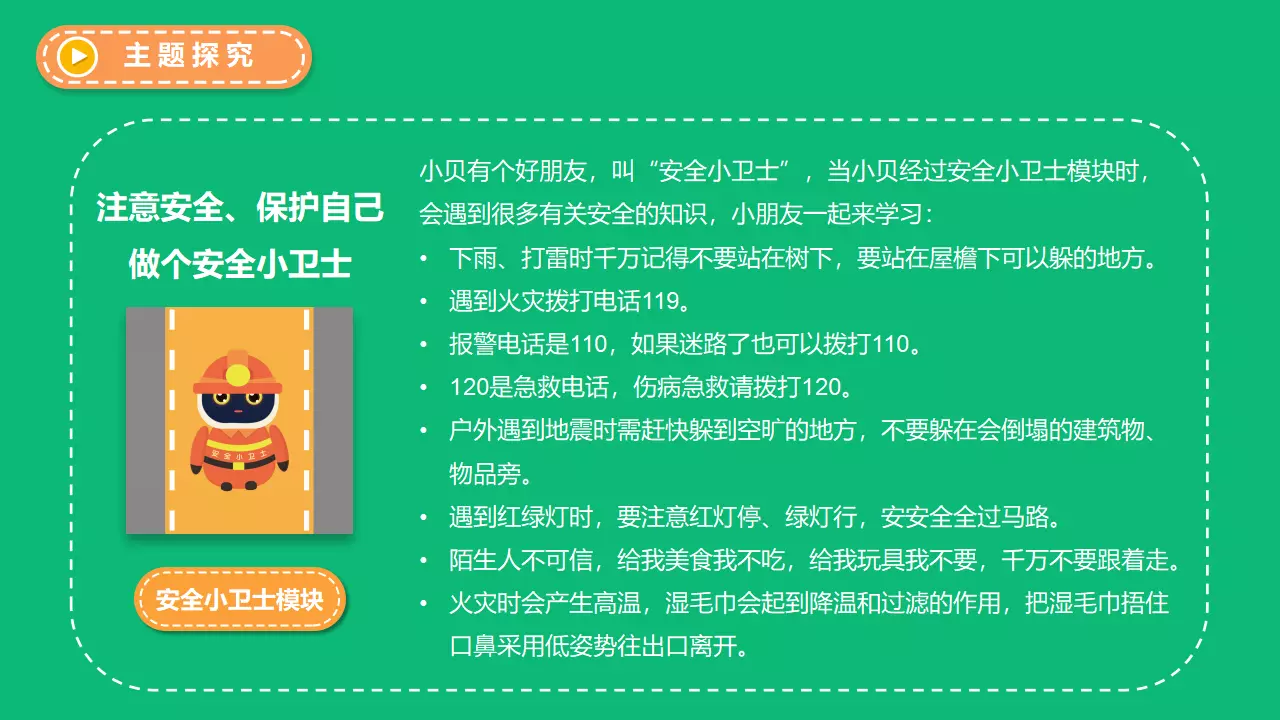 主题探究
注意安全、保护自己
做个安全小卫士
安全小卫士
安全小卫士模块
小贝有个好朋友，叫“安全小卫士”，当小贝经过安全小卫士模块时，
会遇到很多有关安全的知识，小朋友一起来学习：
• 下雨、打雷时千万记得不要站在树下，要站在屋檐下可以躲的地方。
• 遇到火灾拨打电话119。
• 报警电话是110，如果迷路了也可以拨打110。
• 120是急救电话，伤病急救请拨打120。
• 户外遇到地震时需赶快躲到空旷的地方，不要躲在会倒塌的建筑物、
物品旁。
• 遇到红绿灯时，要注意红灯停、绿灯行，安安全全过马路。
• 陌生人不可信，给我美食我不吃，给我玩具我不要，千万不要跟着走。
• 火灾时会产生高温，湿毛巾会起到降温和过滤的作用，把湿毛巾捂住
口鼻采用低姿势往出口离开。